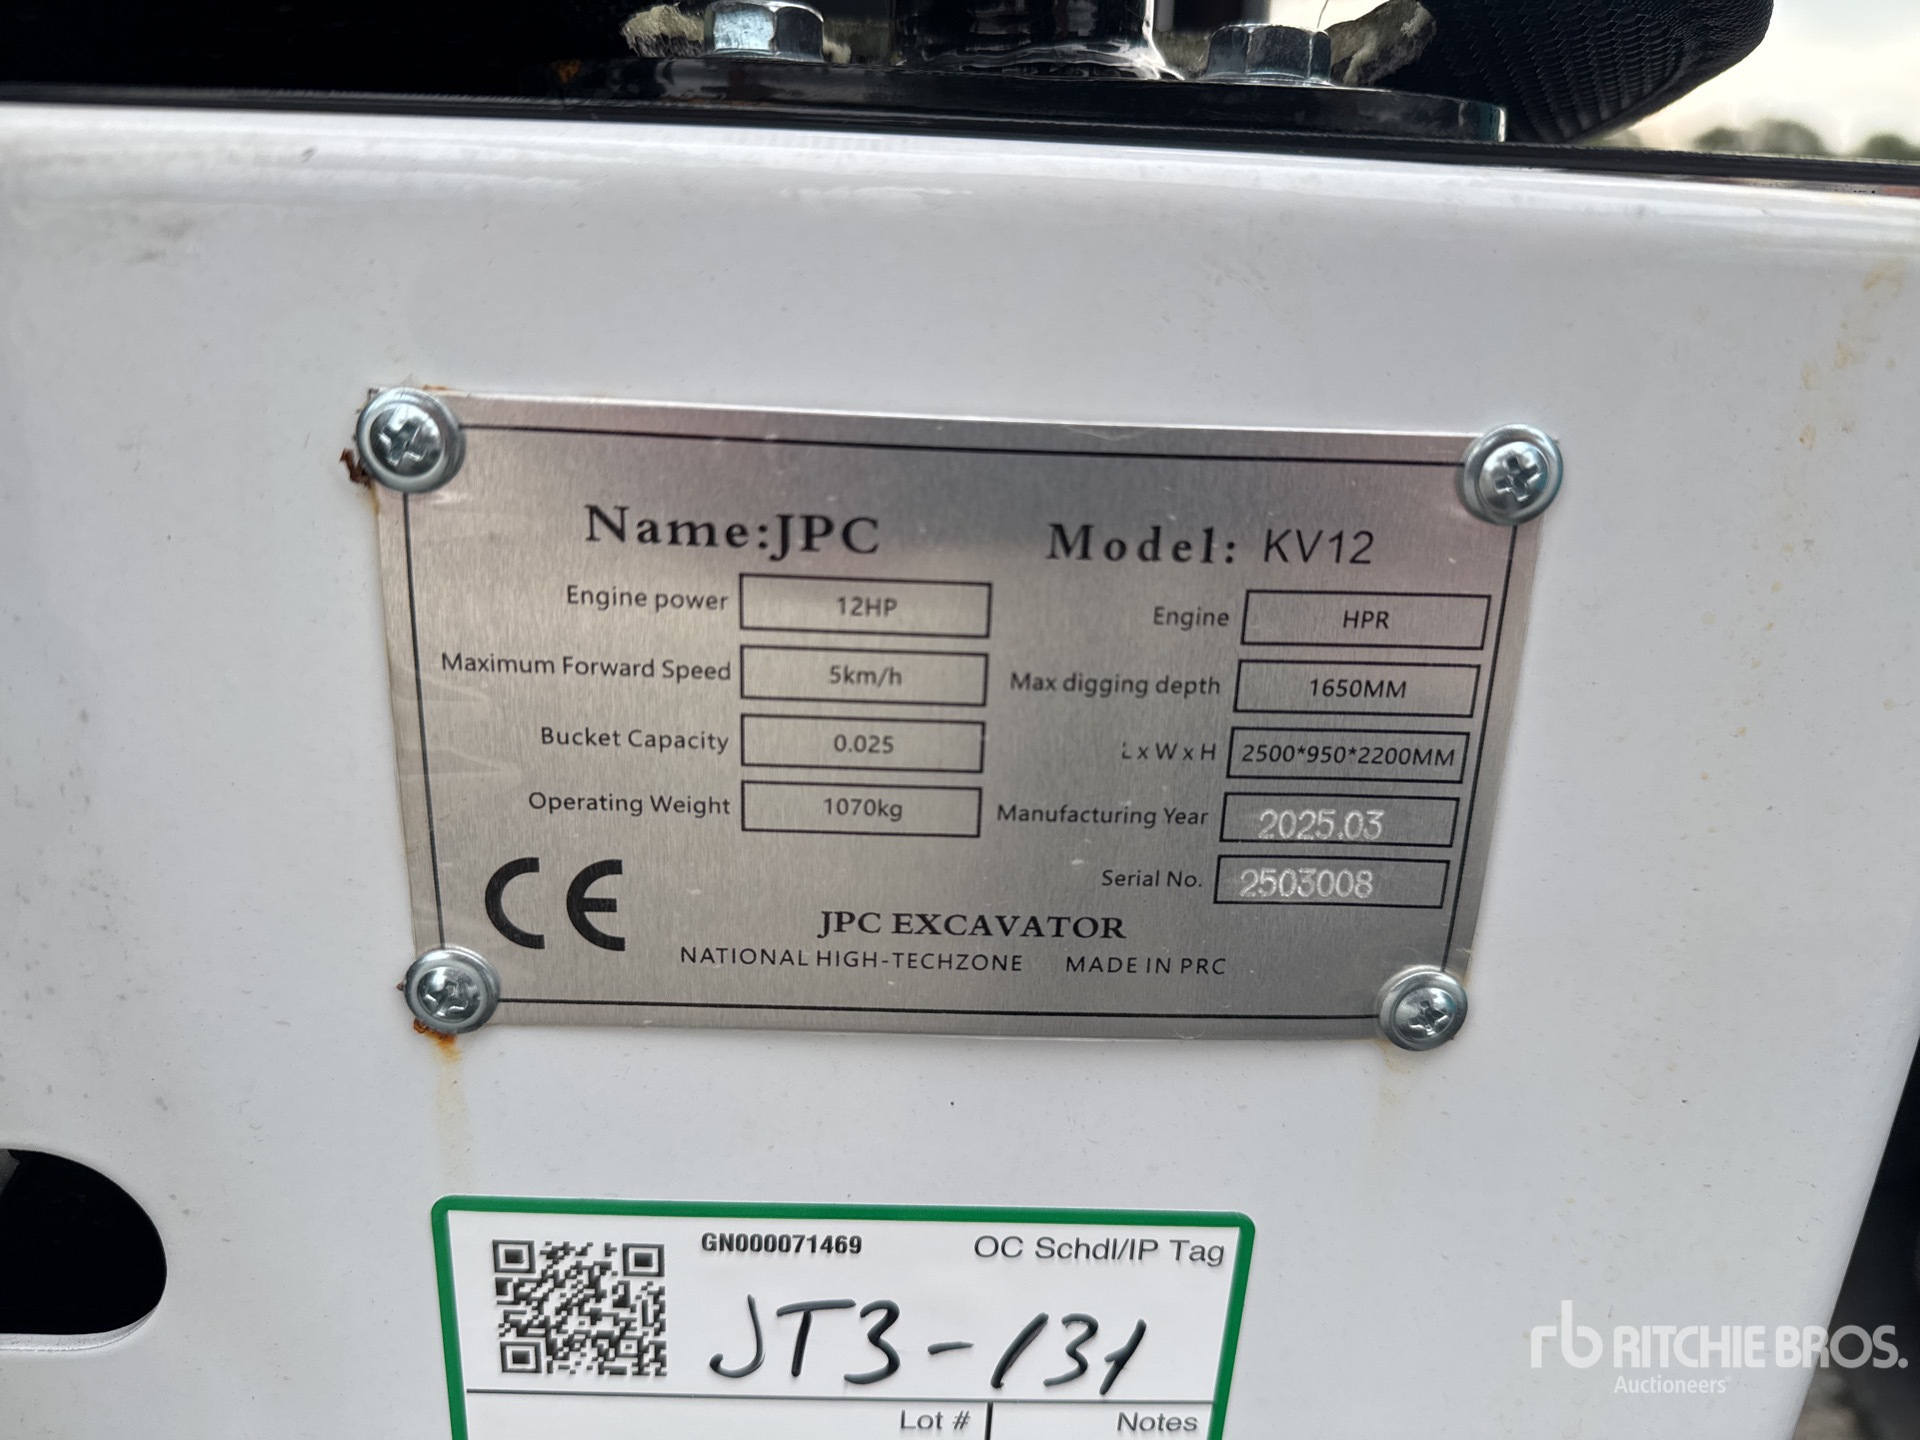 Name:JPC Model: KV12
Engine power 12HP Engine HPR
Maximum Forward Speed 5km/h Max digging depth 1650MM
Bucket Capacity 0.025 L x W x H 2500*950*2200MM
Operating Weight 1070kg Manufacturing Year 2025.03
Serial No. 2503008
CE
JPC EXCAVATOR
NATIONAL HIGH-TECHZONE MADE IN PRC
GN000071469 OC Schdl/IP Tag
JT3-131
Lot # Notes
rb RITCHIE BROS.
Auctioneers